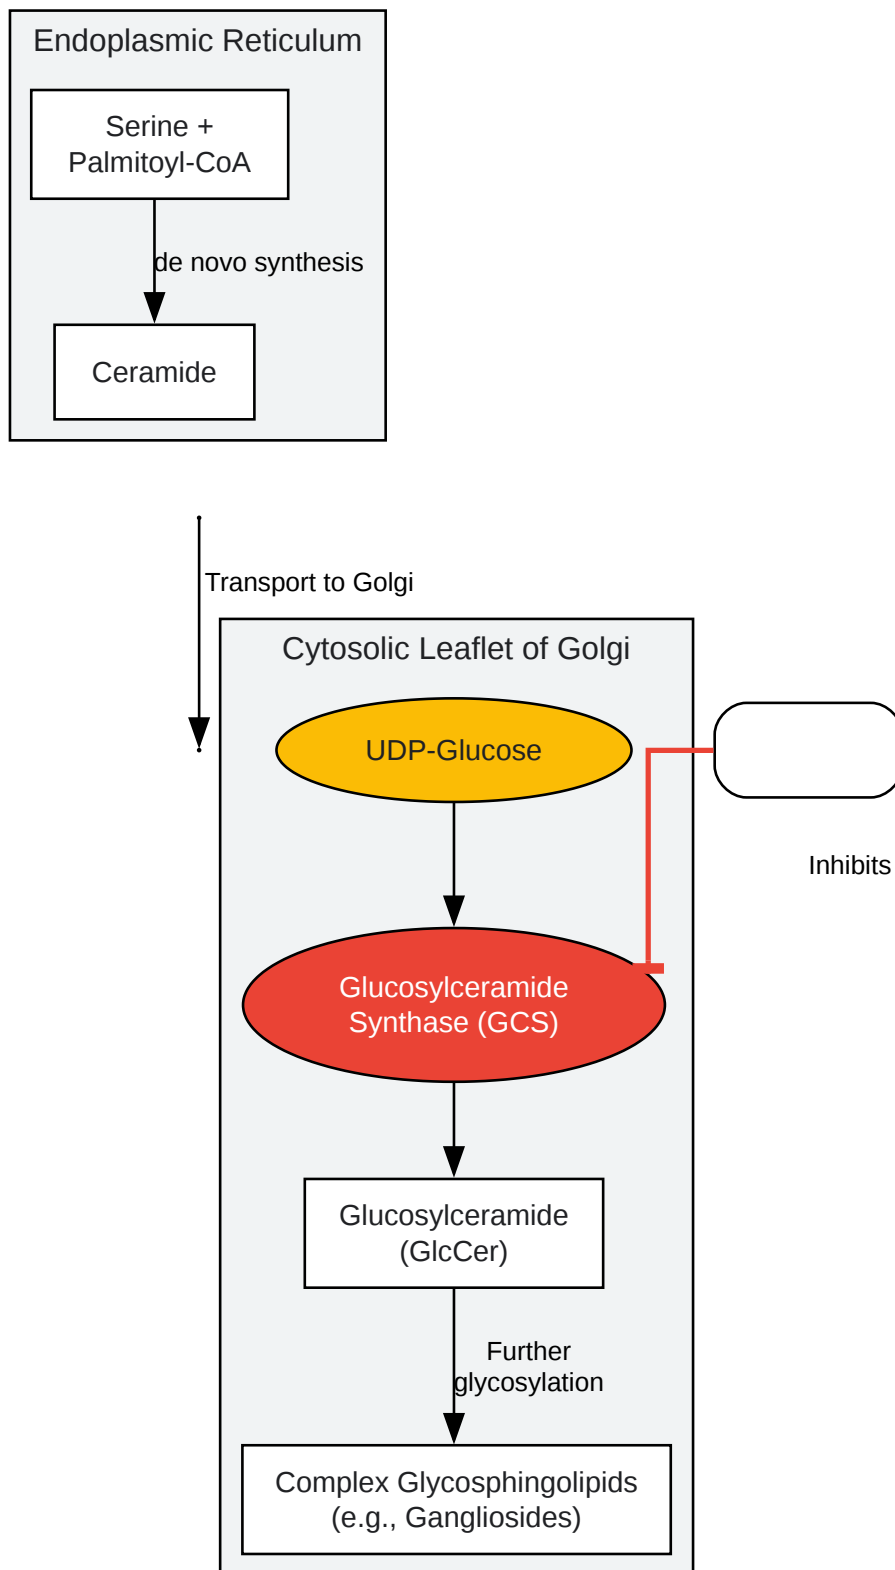 Endoplasmic Reticulum
Serine +
Palmitoyl-CoA
de novo synthesis
Ceramide
Transport to Golgi
Cytosolic Leaflet of Golgi
UDP-Glucose
Inhibits
Glucosylceramide
Synthase (GCS)
Glucosylceramide
(GlcCer)
Further
glycosylation
Complex Glycosphingolipids
(e.g., Gangliosides)